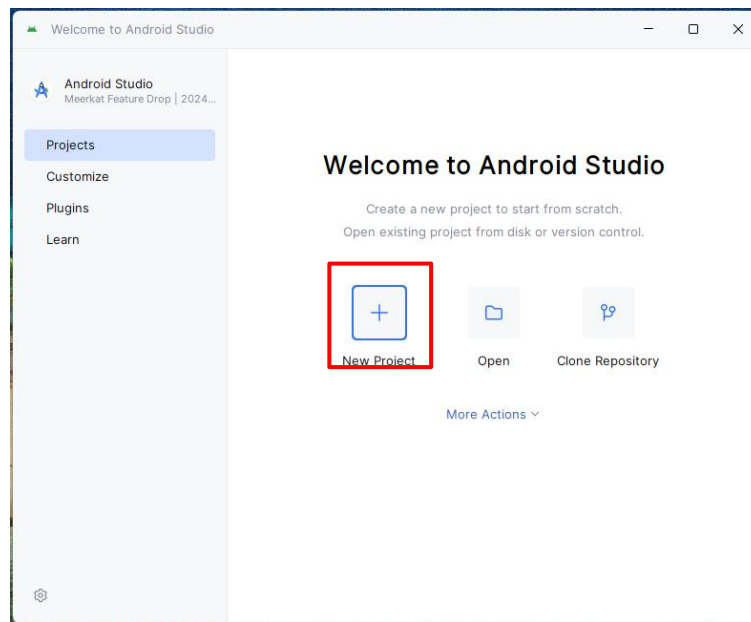 Welcome to Android Studio
Android Studio
Meerkat Feature Drop | 2024...
Projects
Customize
Plugins
Learn
Welcome to Android Studio
Create a new project to start from scratch.
Open existing project from disk or version control.
New Project
Open
Clone Repository
More Actions